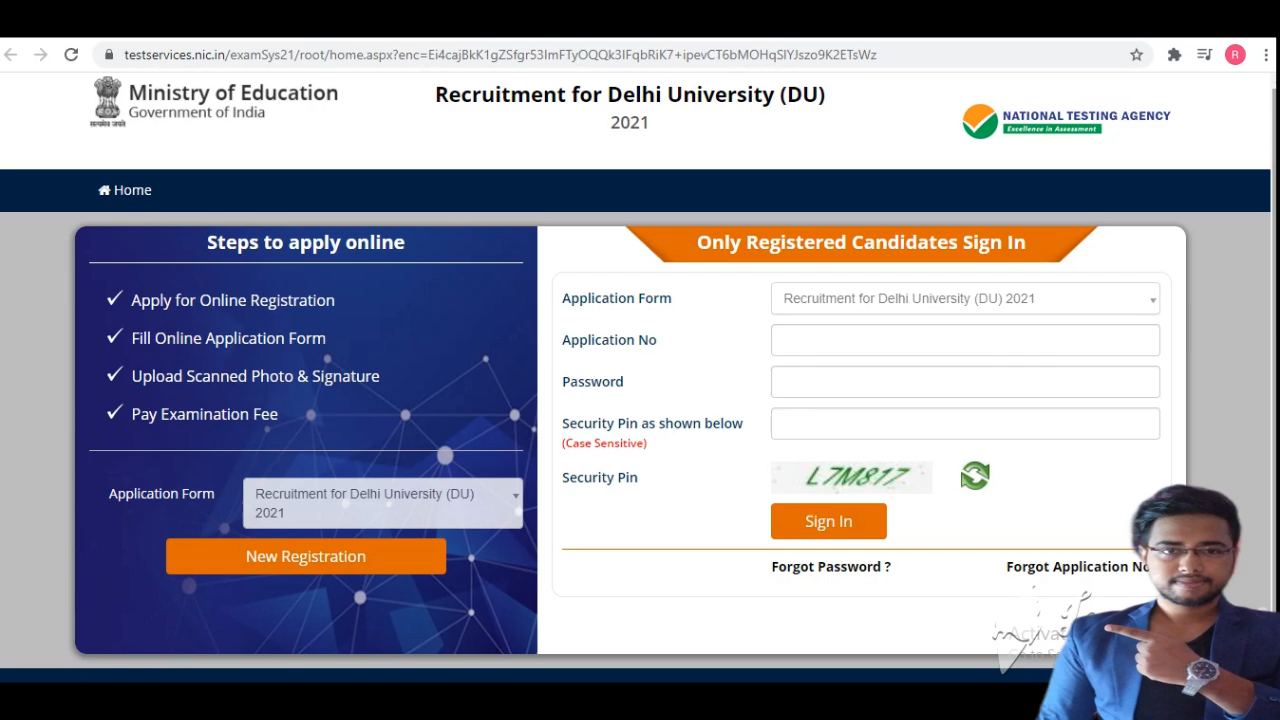 testservices.nic.in/examSys21/root/home.aspx?enc=Ei4cajBkK1gZSfgr53ImFTyOQQk3IFqbRiK7+ipevCT6bMOHqSlYJszo9K2ETsWz
R
Ministry of Education
Government of India
सत्यमेव जयते
Recruitment for Delhi University (DU)
2021
NATIONAL TESTING AGENCY
Excellence in Assessment
Home
Steps to apply online
Apply for Online Registration
Fill Online Application Form
Upload Scanned Photo & Signature
Pay Examination Fee
Application Form
Recruitment for Delhi University (DU)
2021
New Registration
Only Registered Candidates Sign In
Application Form
Recruitment for Delhi University (DU) 2021
Application No
Password
Security Pin as shown below
(Case Sensitive)
Security Pin
L7M817
Sign In
Forgot Password ?
Forgot Application No